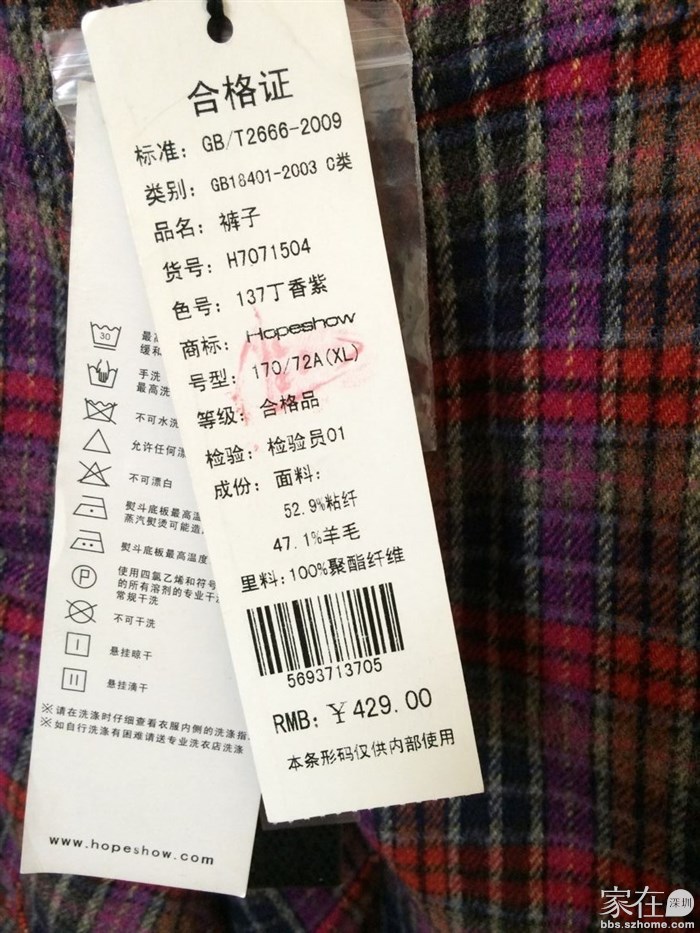 合格证
标准: GB/T2666-2009
类别: GB18401-2003 C类
品名: 裤子
货号: H7071504
色号: 137丁香紫
商标: Hopeshow
号型: 170/72A(XL)
等级: 合格品
检验: 检验员01
成份: 面料:
52.9%粘纤
47.1%羊毛
里料:100%聚酯纤维
5693713705
RMB: ¥429.00
本条形码仅供内部使用
30
最高
缓和
手洗
最高洗
不可水洗
允许任何漂
不可漂白
熨斗底板最高温
蒸汽熨烫可能造
熨斗底板最高温度
P
使用四氯乙烯和符号
的所有溶剂的专业干
常规干洗
不可干洗
悬挂晾干
悬挂滴干
※请在洗涤时仔细查看衣服内侧的洗涤指
※如自行洗涤有困难请送专业洗衣店洗涤
www.hopeshow.com
家在 深圳
bbs.szhome.com